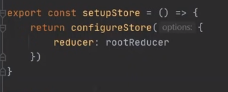 export const setupStore = () => {
    return configureStore( options: {
        reducer: rootReducer
    })
}